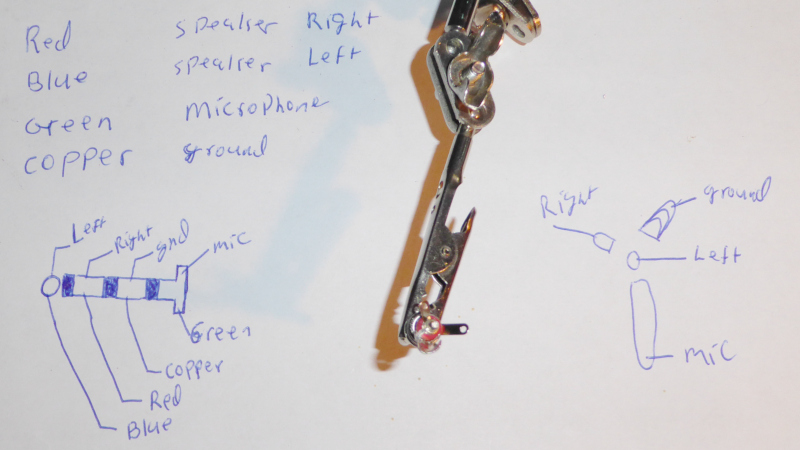 Red speaker Right
Blue speaker Left
Green microphone
copper ground
Left
Right
gnd
mic
Green
copper
Red
Blue
Right
ground
Left
mic